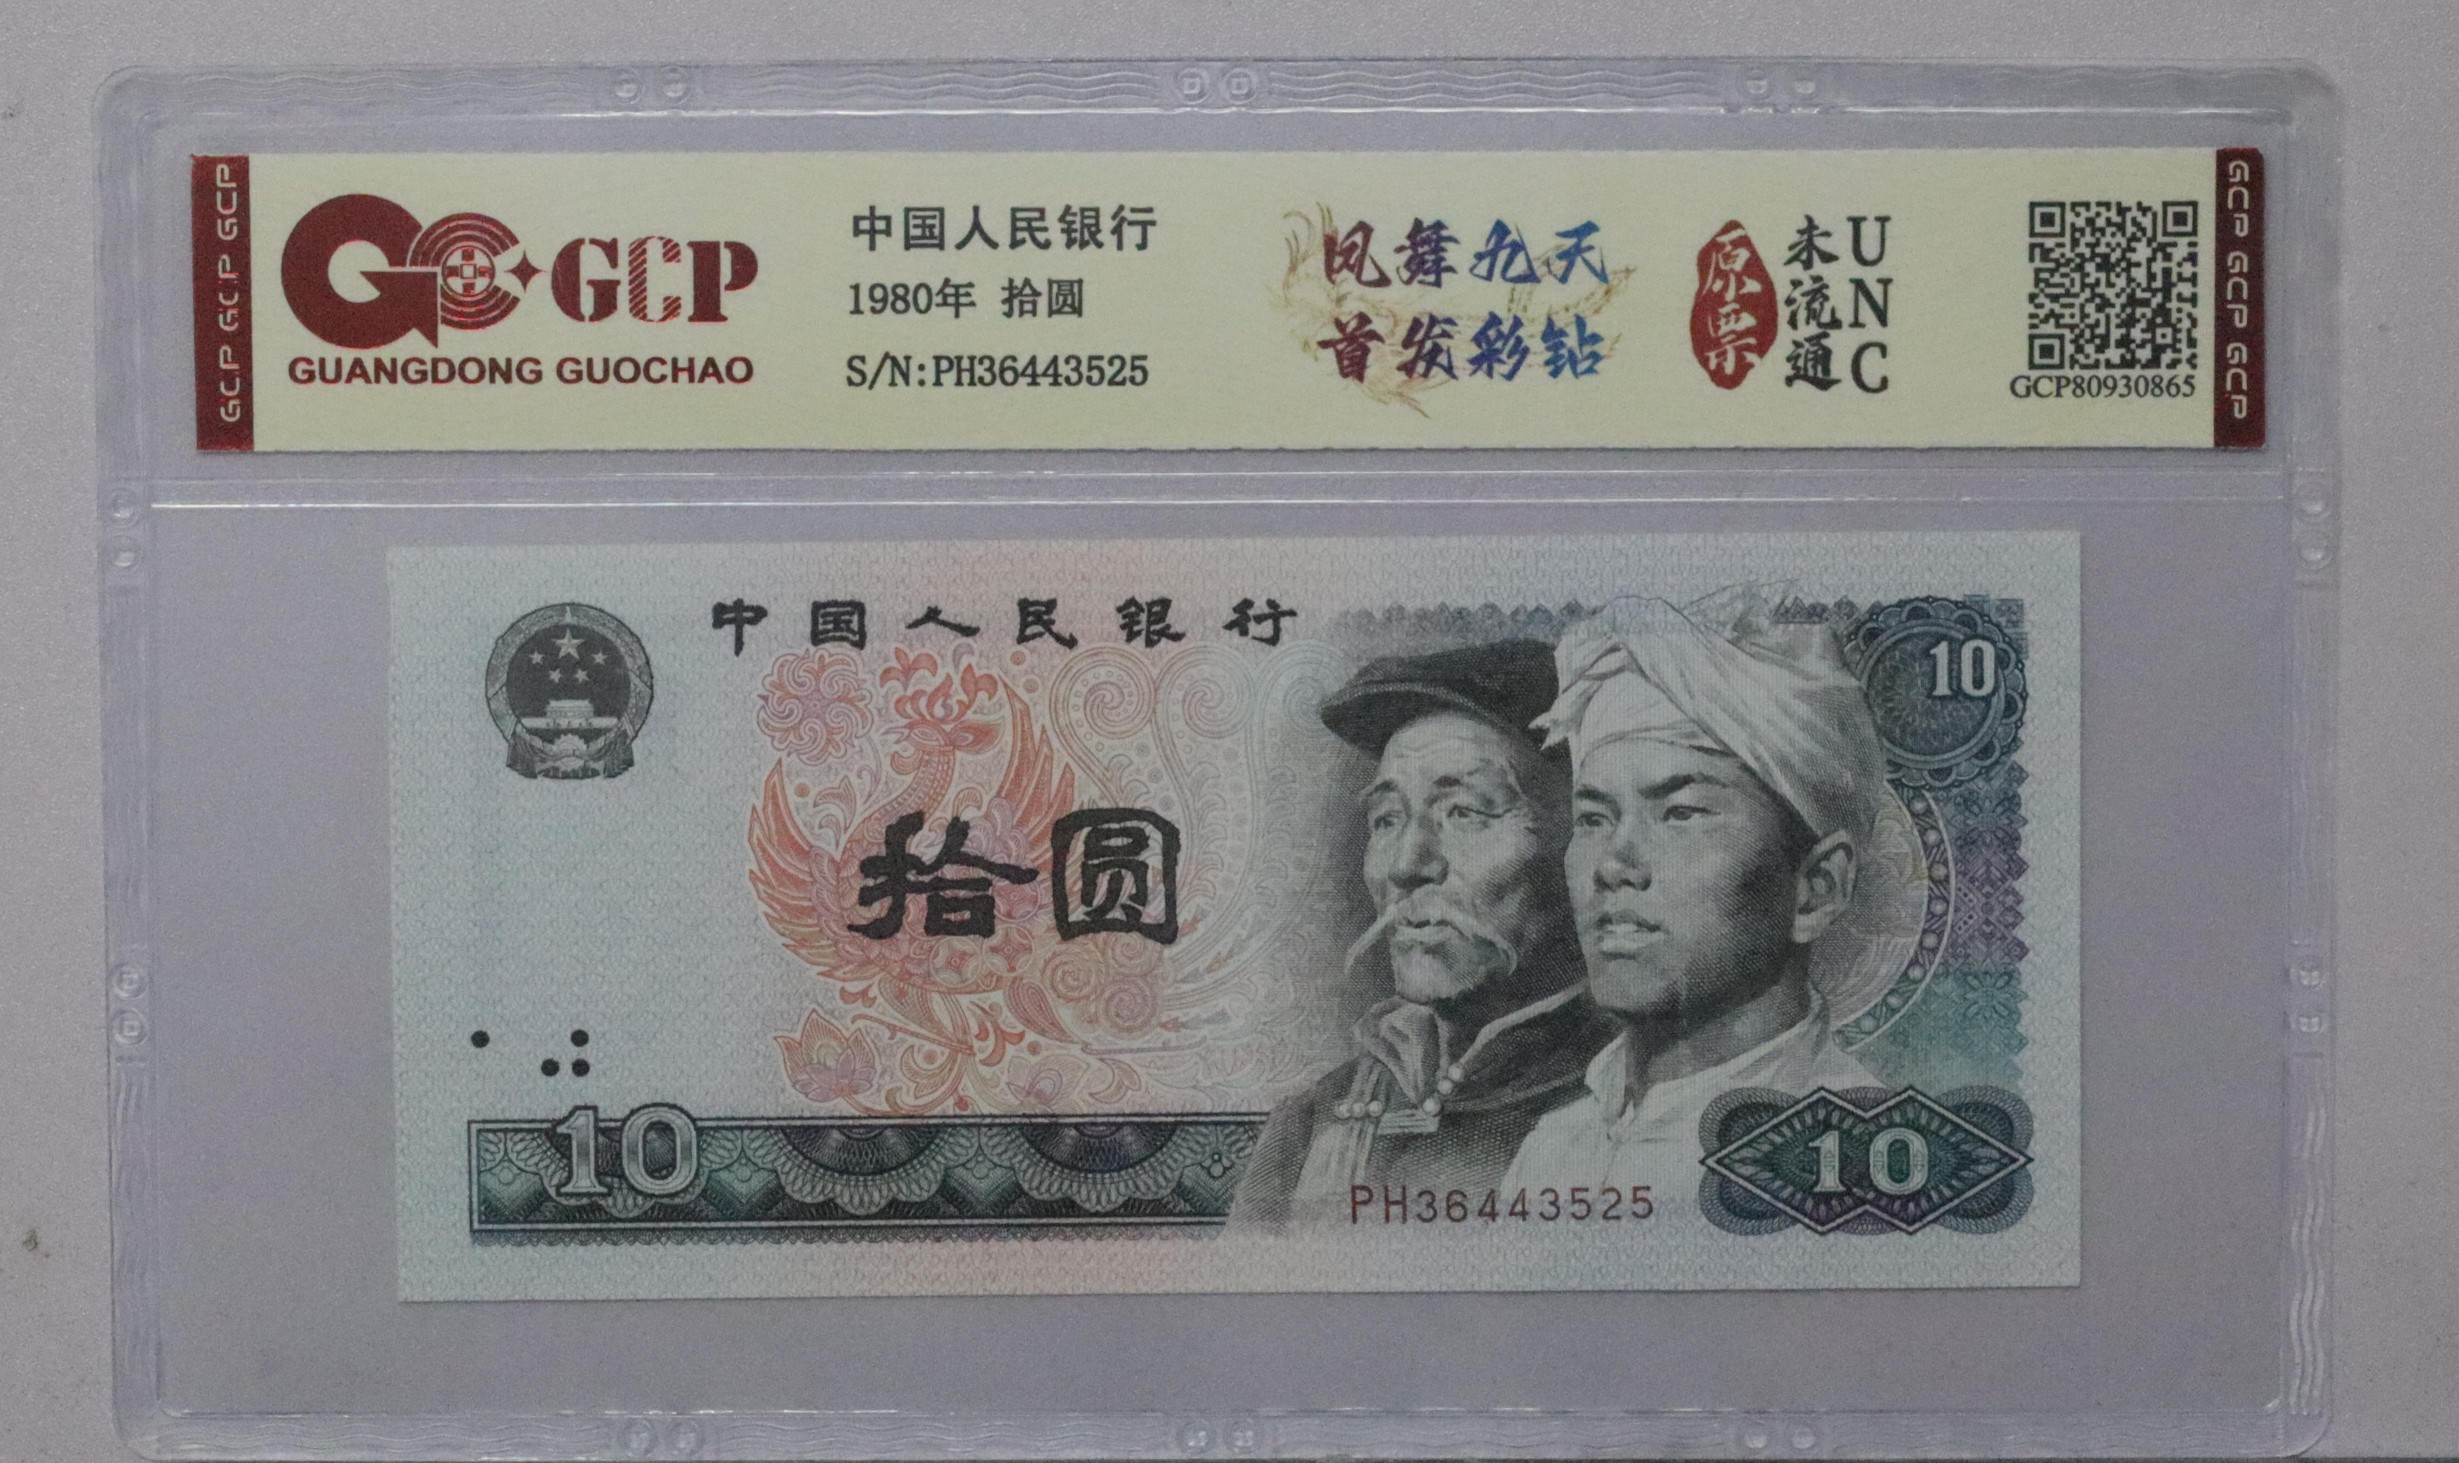 GCP GCP GCP
GCP
GUANGDONG GUOCHAO
中国人民银行
1980年 拾圆
S/N:PH36443525
凤舞九天
首发彩钻
原票
未流通
UNC
GCP80930865
GCP GCP GCP
中国人民银行
10
拾圆
10
PH36443525
10